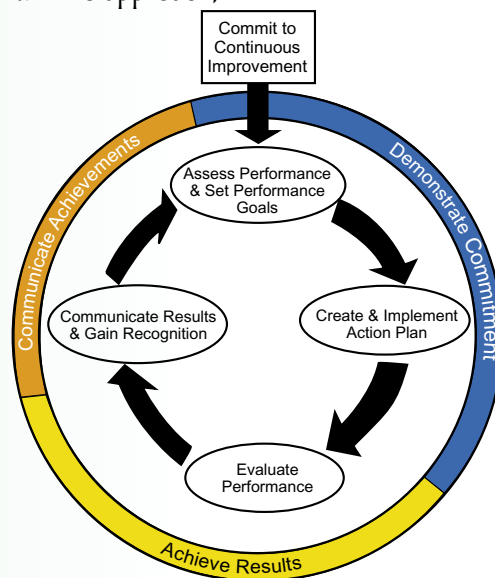 Commit to
Continuous
Improvement
Communicate Achievements
Demonstrate Commitment
Assess Performance
& Set Performance
Goals
Communicate Results
& Gain Recognition
Create & Implement
Action Plan
Evaluate
Performance
Achieve Results